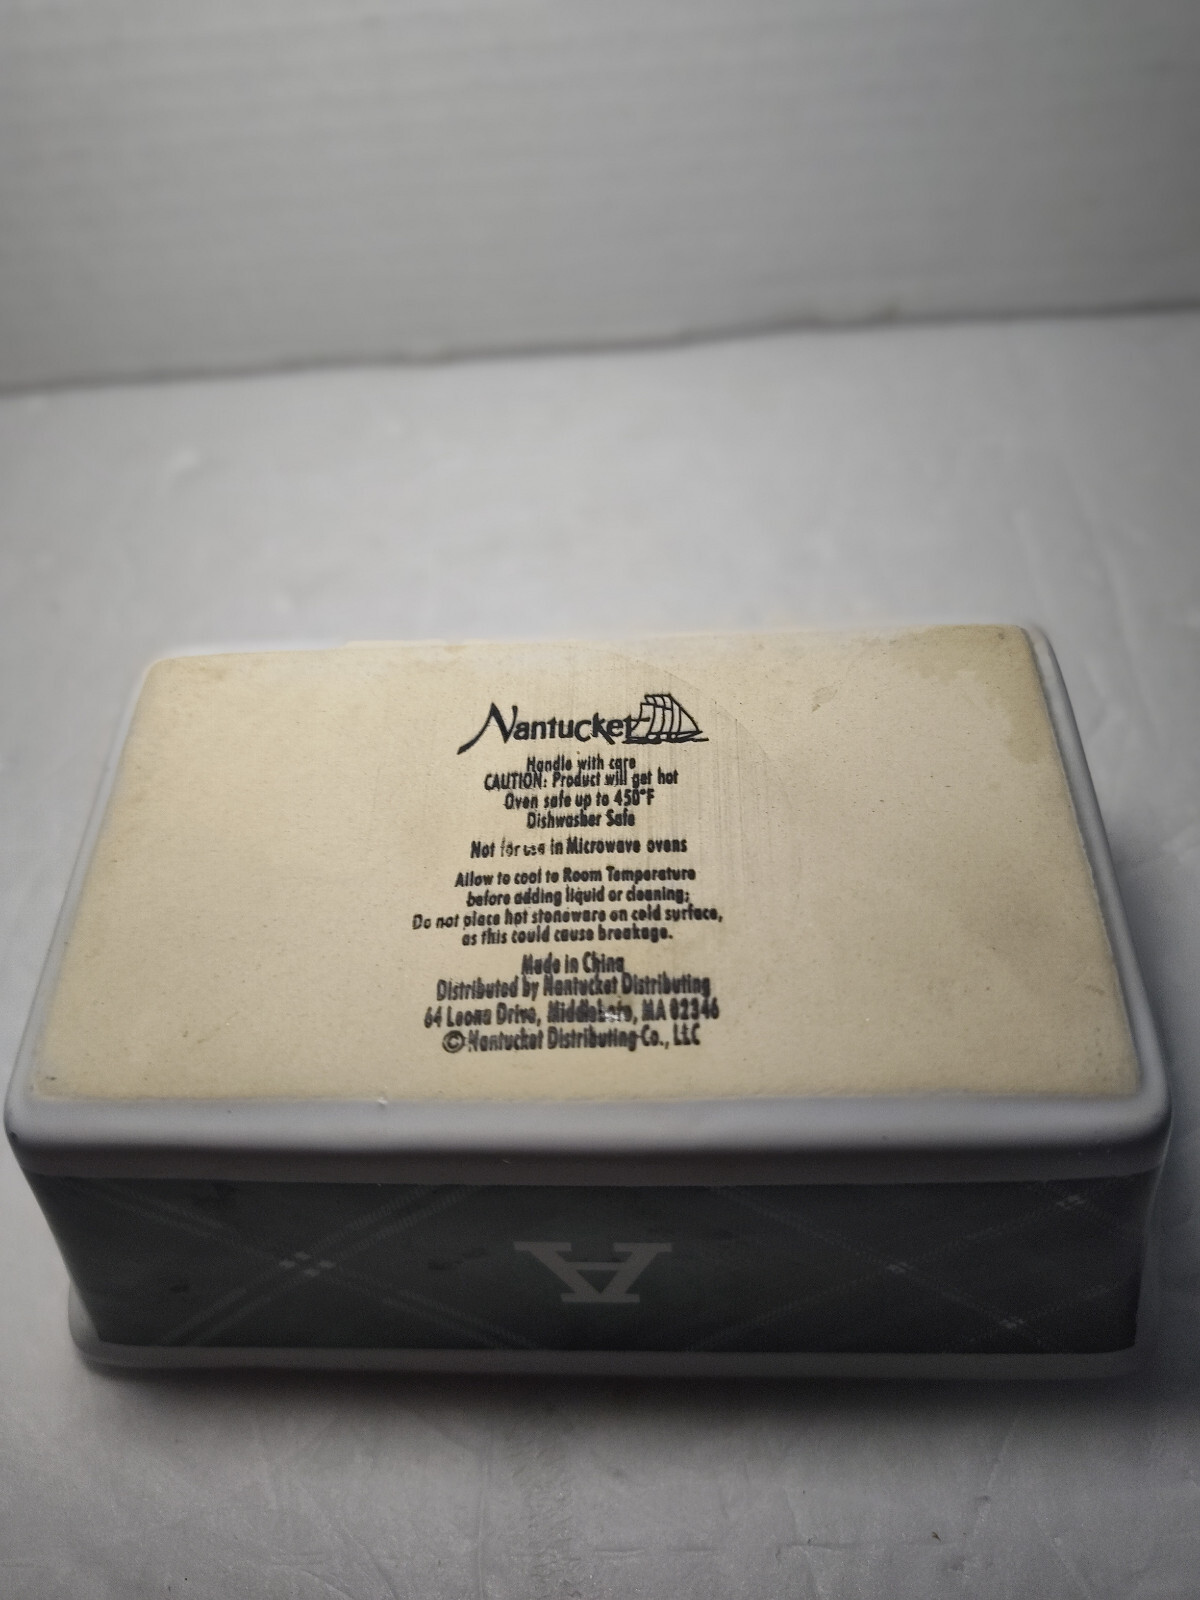 Nantucket
Handle with care
CAUTION: Product will get hot
Oven safe up to 450°F
Dishwasher Safe
Not for use in Microwave ovens
Allow to cool to Room Temperature
before adding liquid or cleaning;
Do not place hot stoneware on cold surface,
as this could cause breakage.
Made in China
Distributed by Nantucket Distributing
64 Leona Drive, Middleboro, MA 02346
© Nantucket Distributing Co., LLC
A